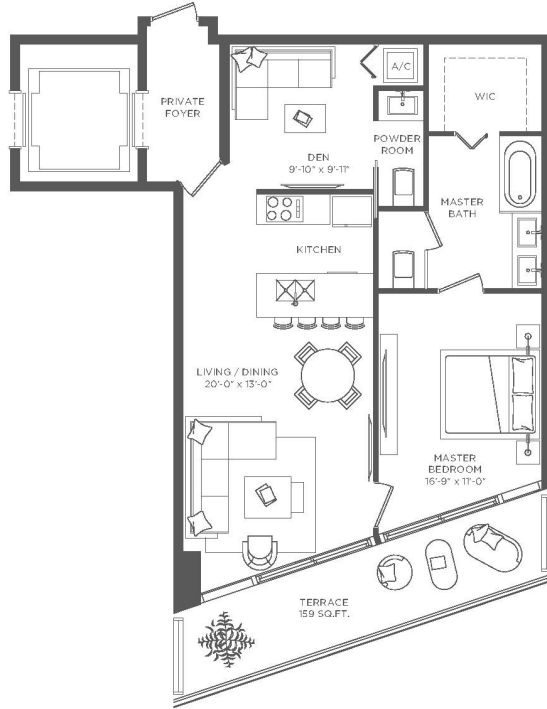 A/C
PRIVATE
FOYER
WIC
POWDER
ROOM
DEN
9'-10" x 9'-11"
MASTER
BATH
KITCHEN
LIVING / DINING
20'-0" x 13'-0"
MASTER
BEDROOM
16'-9" x 11'-0"
TERRACE
159 SQ.FT.